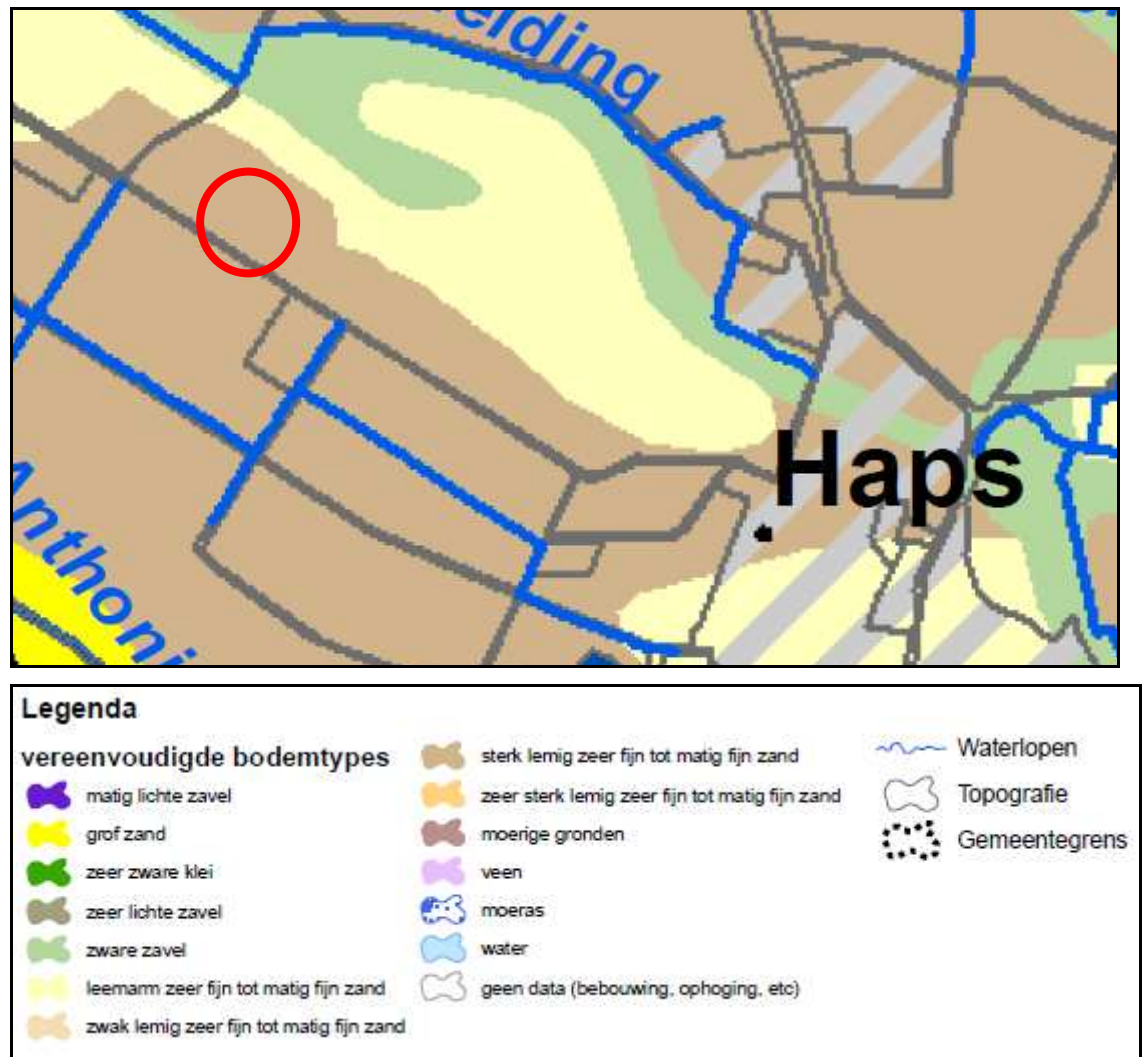 elding
Haps
Anthoni
Legenda
vereenvoudigde bodemtypes
matig lichte zavel
grof zand
zeer zware klei
zeer lichte zavel
zware zavel
leemarm zeer fijn tot matig fijn zand
zwak lemig zeer fijn tot matig fijn zand
sterk lemig zeer fijn tot matig fijn zand
zeer sterk lemig zeer fijn tot matig fijn zand
moerige gronden
veen
moeras
water
geen data (bebouwing, ophoging, etc)
Waterlopen
Topografie
Gemeentegrens